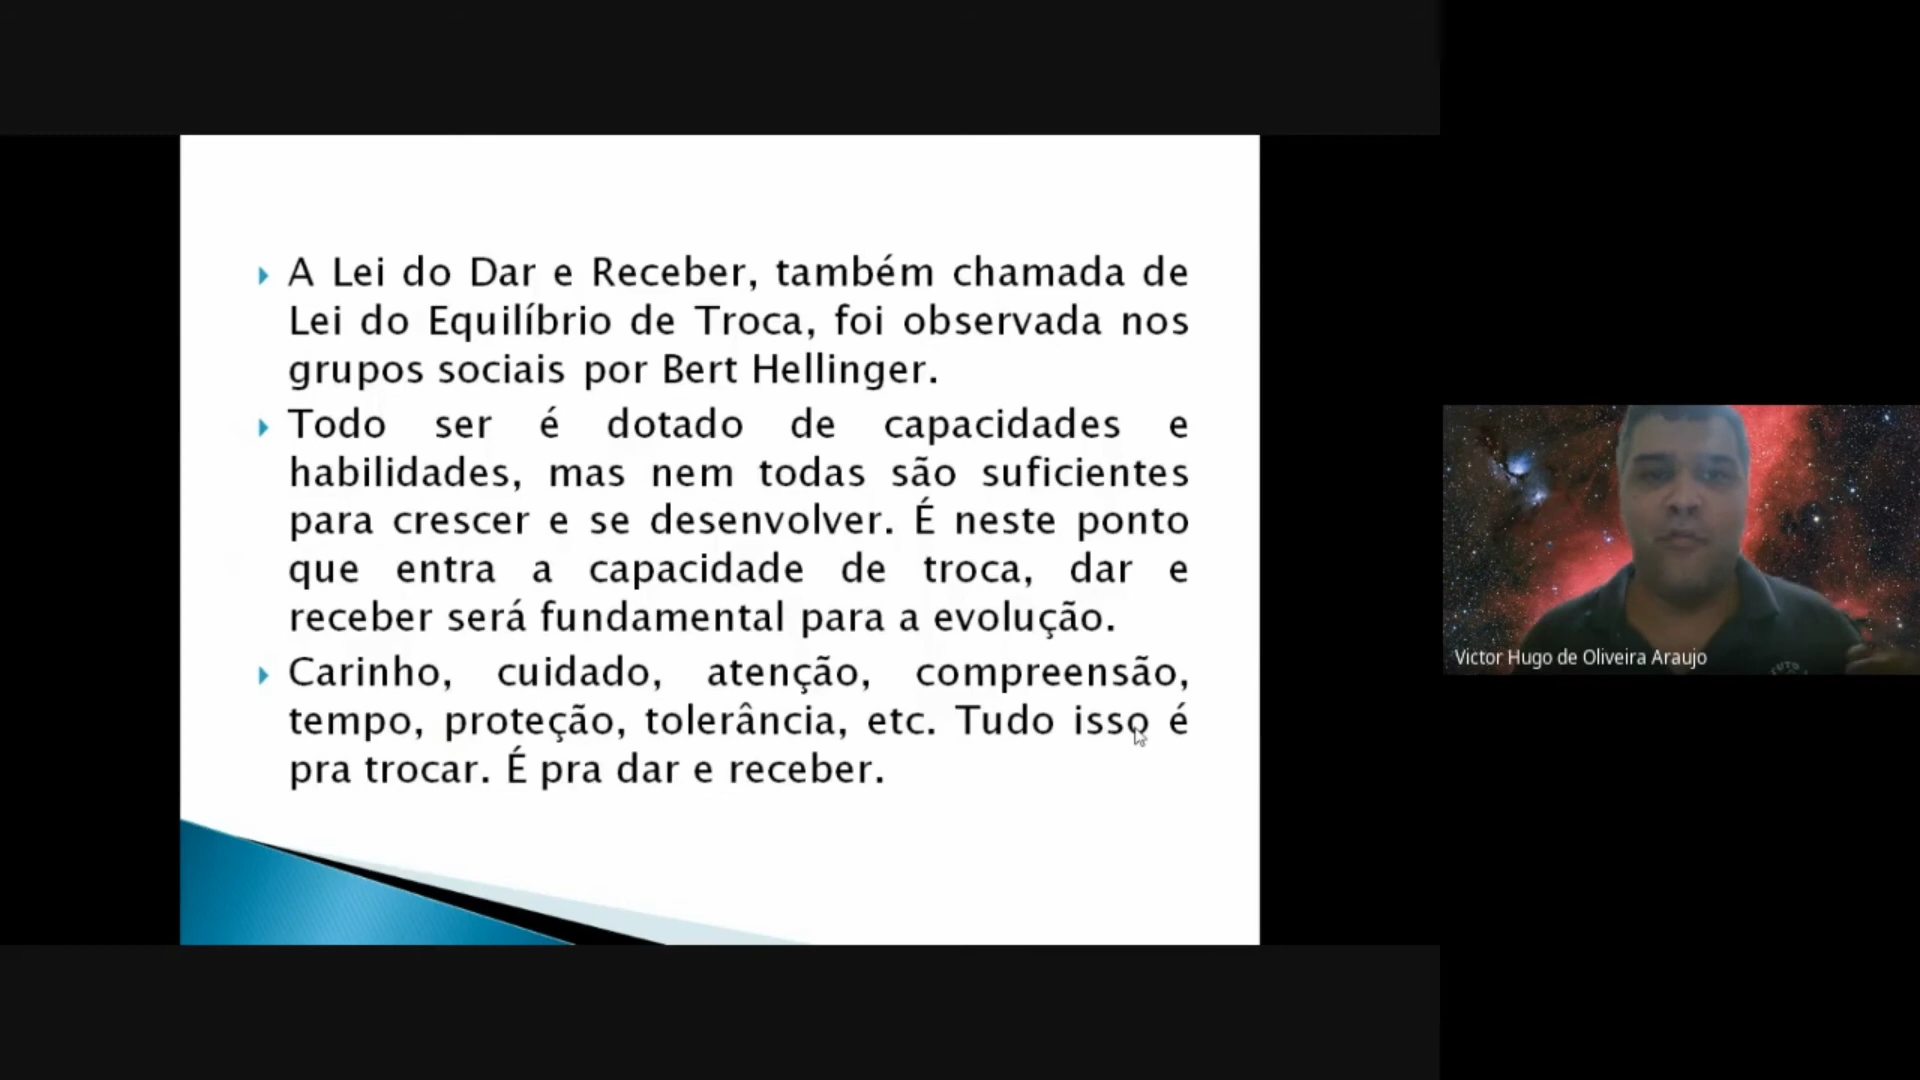 A Lei do Dar e Receber, também chamada de
Lei do Equilíbrio de Troca, foi observada nos
grupos sociais por Bert Hellinger.
Todo ser é dotado de capacidades e
habilidades, mas nem todas são suficientes
para crescer e se desenvolver. É neste ponto
que entra a capacidade de troca, dar e
receber será fundamental para a evolução.
Carinho, cuidado, atenção, compreensão,
tempo, proteção, tolerância, etc. Tudo isso é
pra trocar. É pra dar e receber.
Victor Hugo de Oliveira Araujo